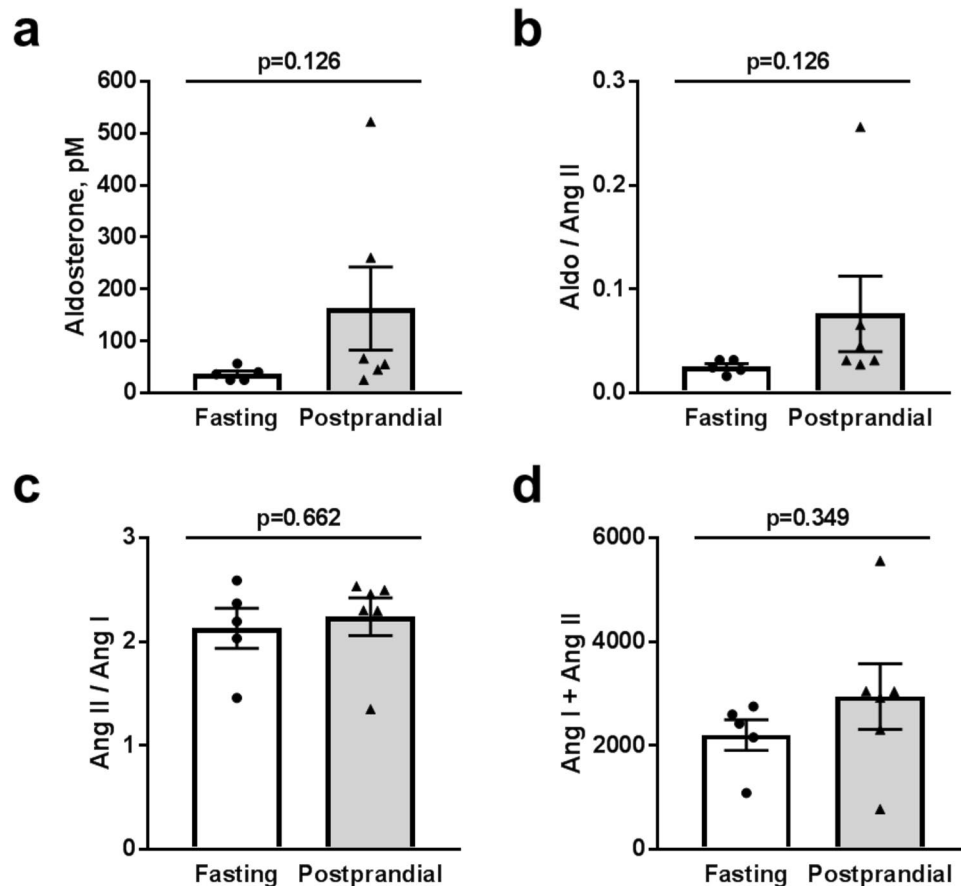 a
p=0.126
600
500
400
300
200
100
0
Aldosterone, pM
Fasting Postprandial
b
p=0.126
0.3
0.2
0.1
0.0
Aldo / Ang II
Fasting Postprandial
c
p=0.662
3
2
1
0
Ang II / Ang I
Fasting Postprandial
d
p=0.349
6000
4000
2000
0
Ang I + Ang II
Fasting Postprandial